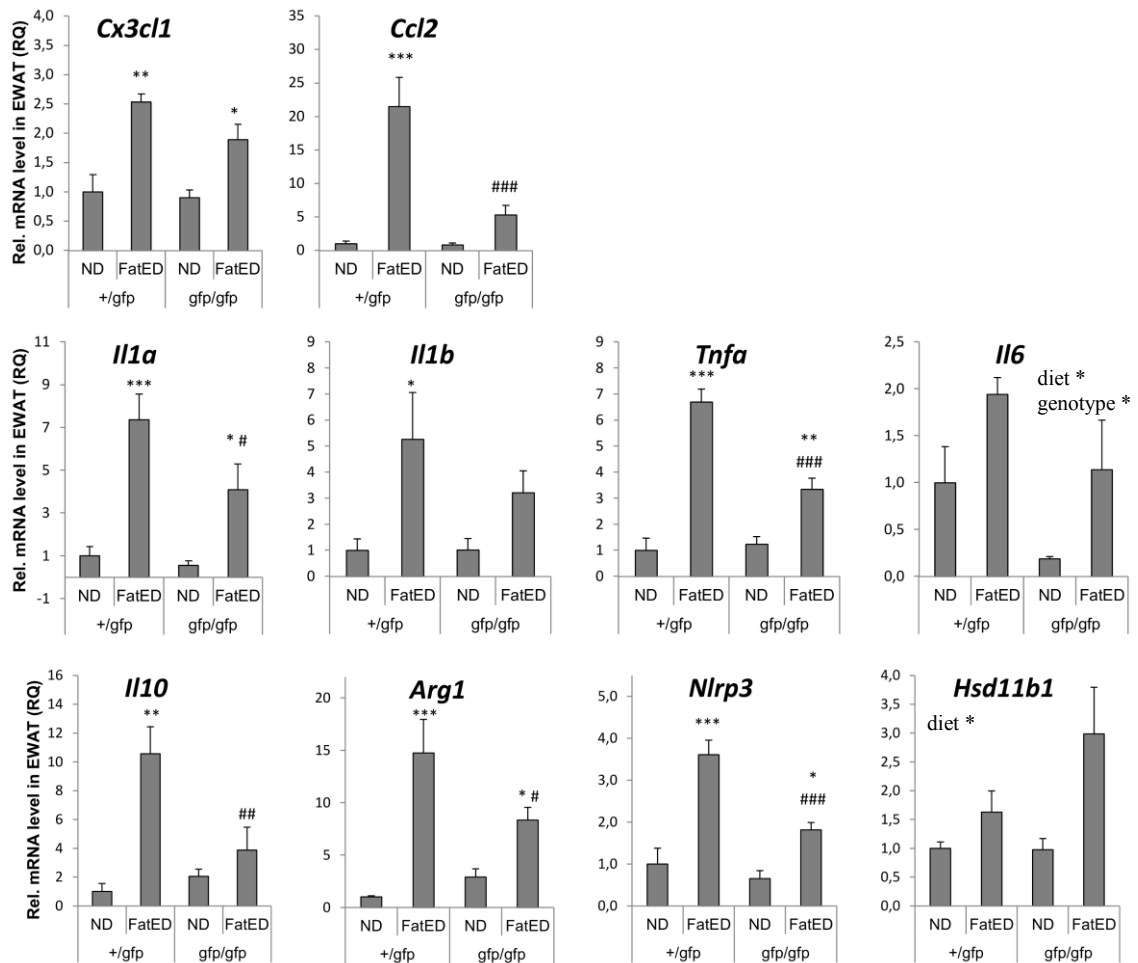 Cx3cl1
Rel. mRNA level in EWAT (RQ)
4,0
3,5
3,0
2,5
2,0
1,5
1,0
0,5
0,0
**
*
ND FatED ND FatED
+/gfp gfp/gfp
Ccl2
35
30
25
20
15
10
5
0
***
###
ND FatED ND FatED
+/gfp gfp/gfp
Il1a
Rel. mRNA level in EWAT (RQ)
11
9
7
5
3
1
-1
***
* #
ND FatED ND FatED
+/gfp gfp/gfp
Il1b
9
8
7
6
5
4
3
2
1
0
*
ND FatED ND FatED
+/gfp gfp/gfp
Tnfa
9
8
7
6
5
4
3
2
1
0
***
**
###
ND FatED ND FatED
+/gfp gfp/gfp
Il6
2,5
2,0
1,5
1,0
0,5
0,0
diet *
genotype *
ND FatED ND FatED
+/gfp gfp/gfp
Il10
Rel. mRNA level in EWAT (RQ)
16
14
12
10
8
6
4
2
0
**
##
ND FatED ND FatED
+/gfp gfp/gfp
Arg1
20
15
10
5
0
***
* #
ND FatED ND FatED
+/gfp gfp/gfp
Nlrp3
5,0
4,0
3,0
2,0
1,0
0,0
***
*
###
ND FatED ND FatED
+/gfp gfp/gfp
Hsd11b1
4,0
3,5
3,0
2,5
2,0
1,5
1,0
0,5
0,0
diet *
ND FatED ND FatED
+/gfp gfp/gfp